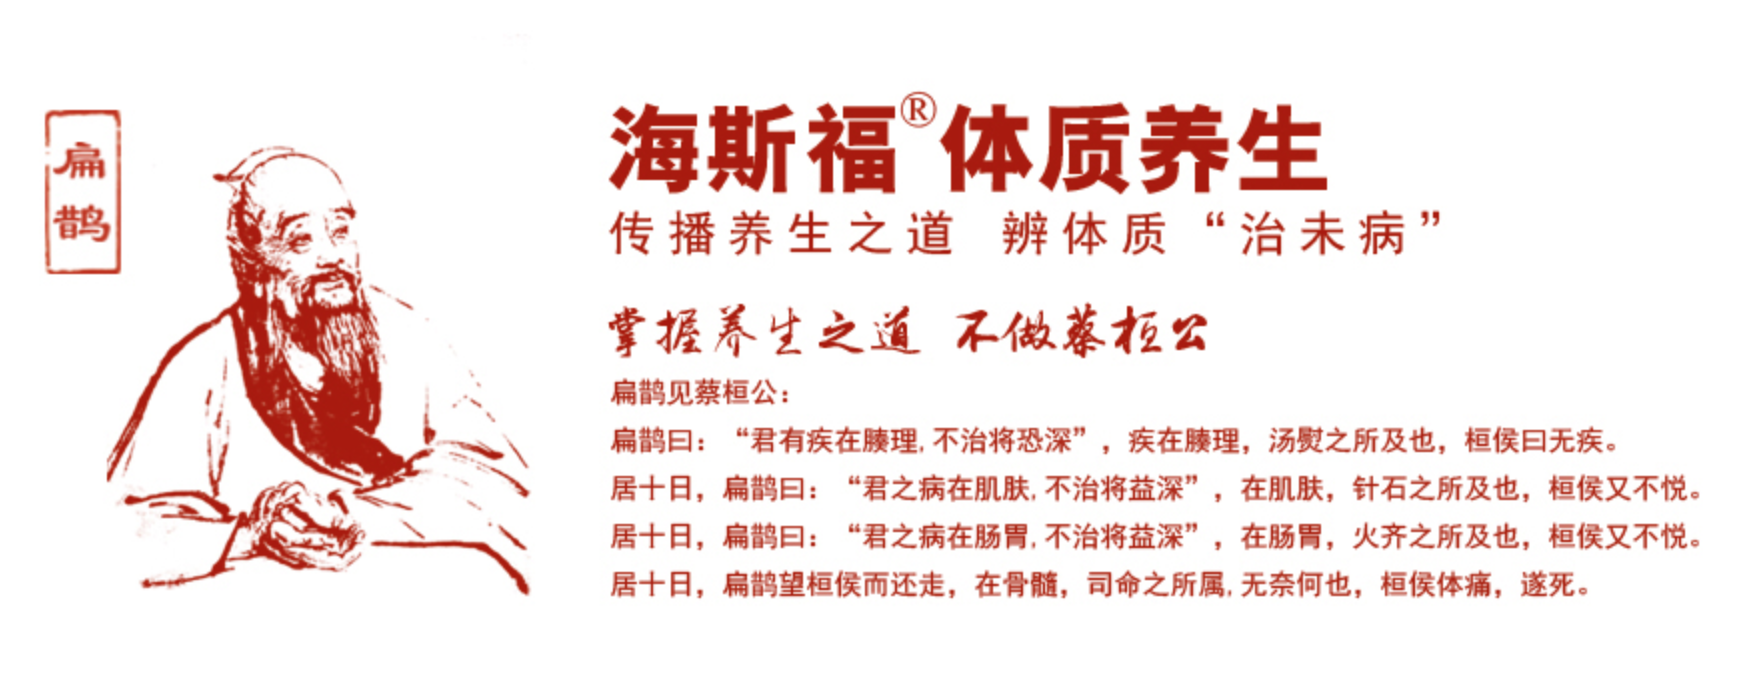 扁鹊
海斯福®体质养生
传播养生之道 辨体质“治未病”
掌握养生之道 不做蔡桓公
扁鹊见蔡桓公：
扁鹊曰：“君有疾在腠理,不治将恐深”，疾在腠理，汤熨之所及也，桓侯曰无疾。
居十日，扁鹊曰：“君之病在肌肤,不治将益深”，在肌肤，针石之所及也，桓侯又不悦。
居十日，扁鹊曰：“君之病在肠胃,不治将益深”，在肠胃，火齐之所及也，桓侯又不悦。
居十日，扁鹊望桓侯而还走，在骨髓，司命之所属,无奈何也，桓侯体痛，遂死。